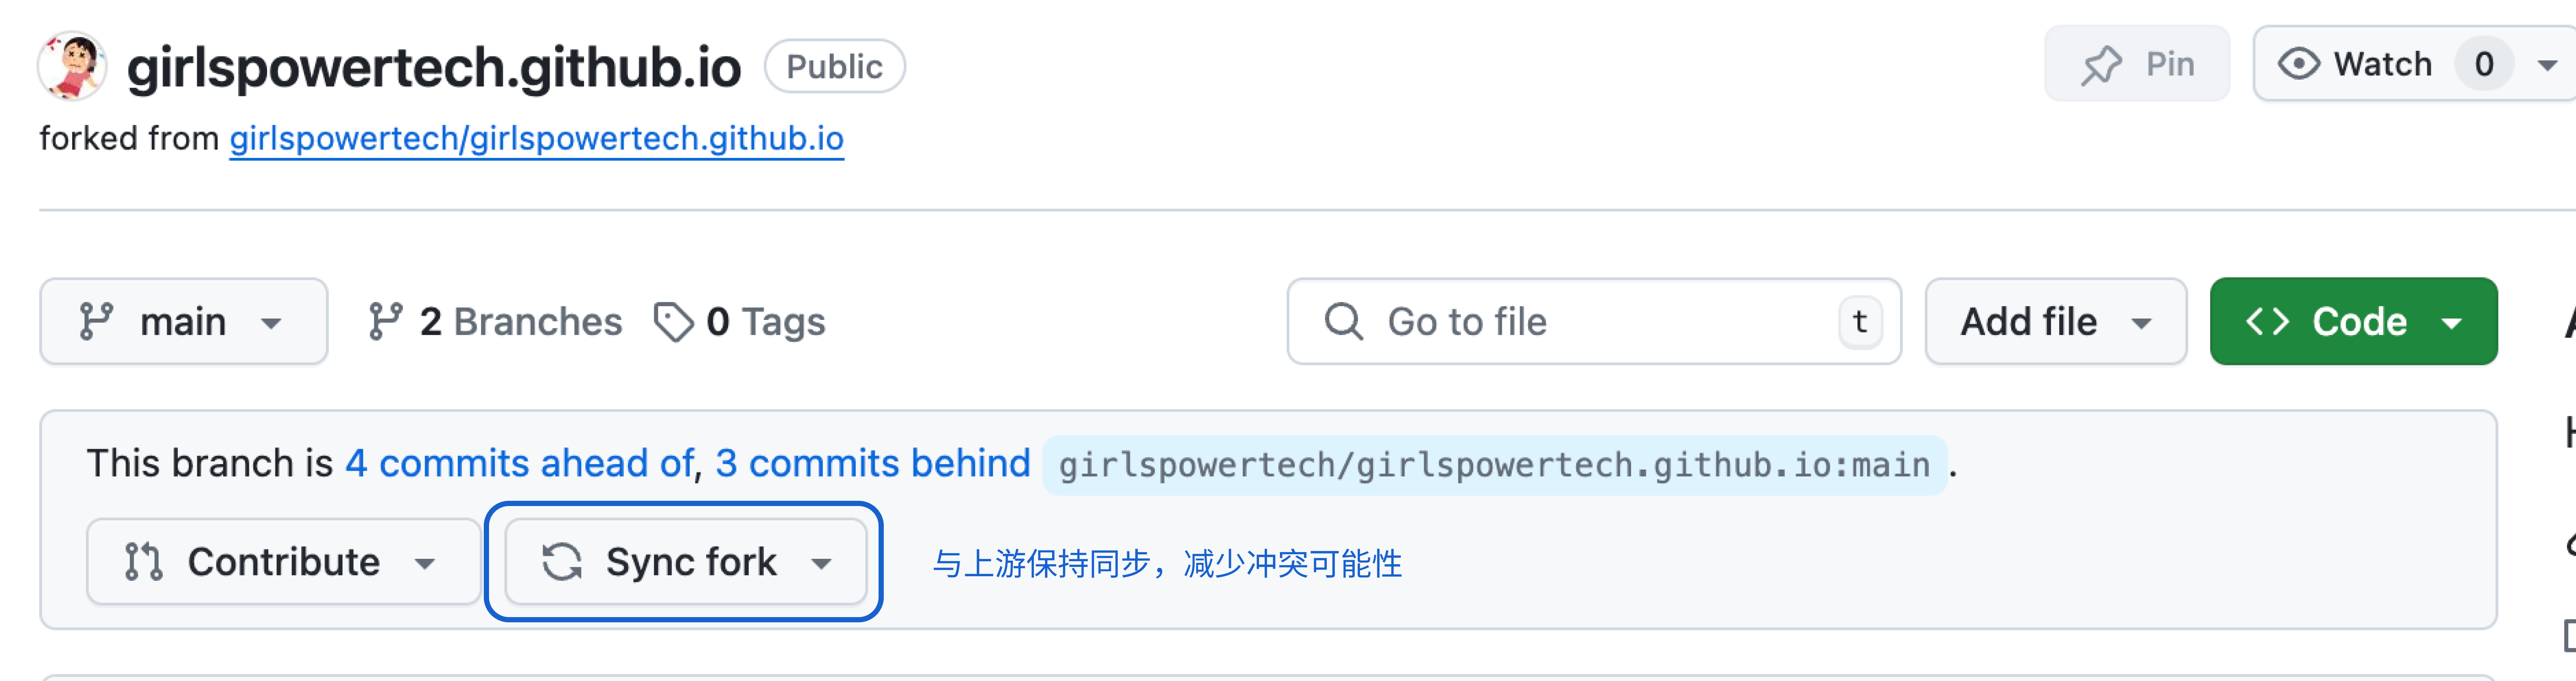 girlspowertech.github.io Public Pin Watch 0
forked from girlspowertech/girlspowertech.github.io
main 2 Branches 0 Tags Go to file t Add file Code
This branch is 4 commits ahead of, 3 commits behind girlspowertech/girlspowertech.github.io:main.
Contribute Sync fork 与上游保持同步，减少冲突可能性